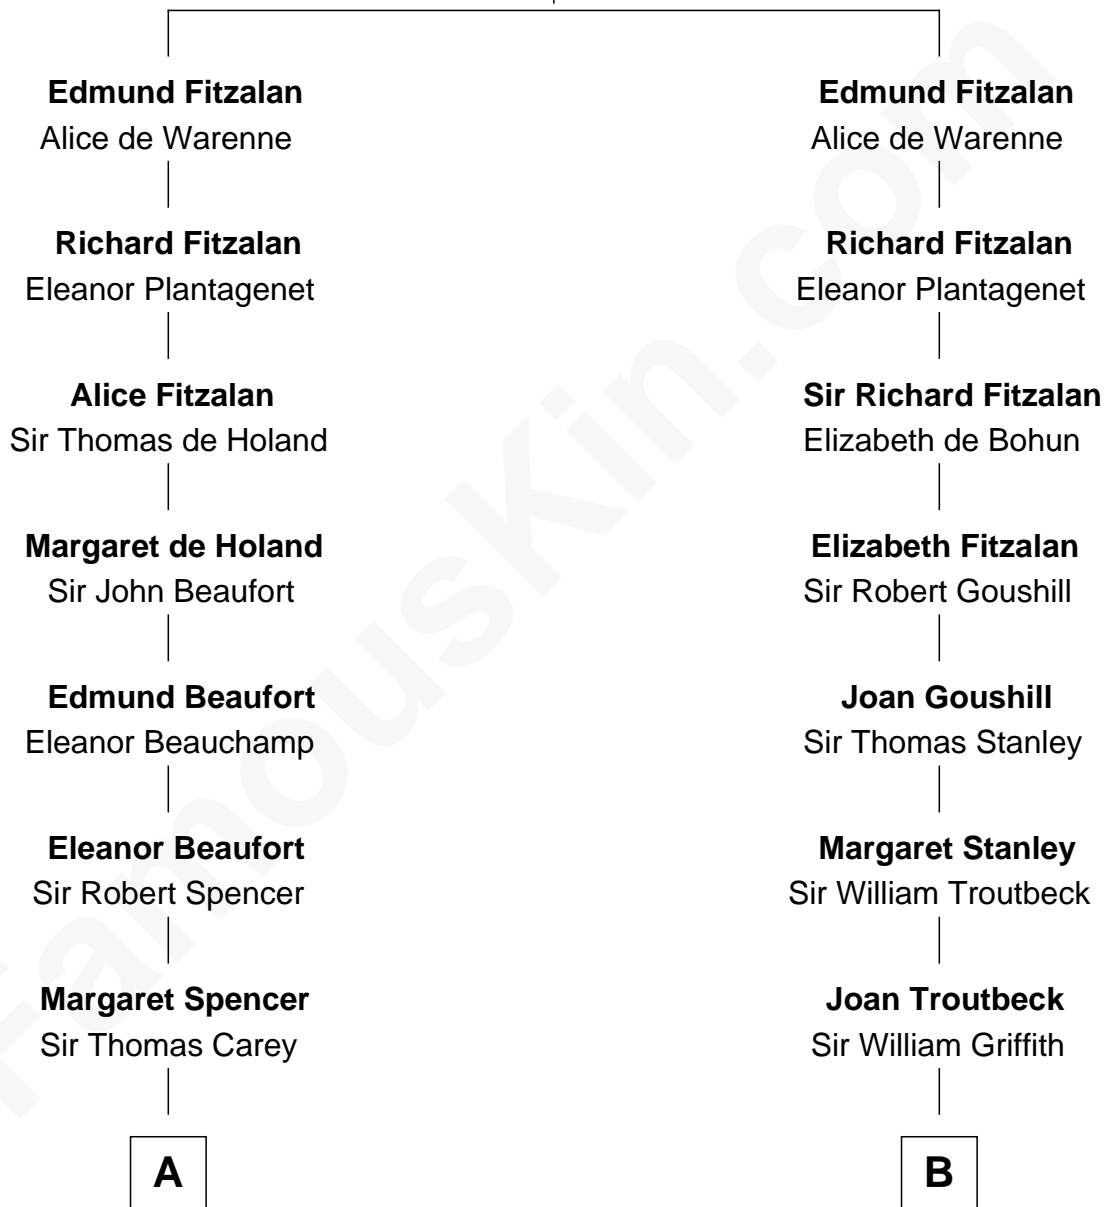 Edmund Fitzalan
Alice de Warenne
Richard Fitzalan
Eleanor Plantagenet
Alice Fitzalan
Sir Thomas de Holand
Margaret de Holand
Sir John Beaufort
Edmund Beaufort
Eleanor Beauchamp
Eleanor Beaufort
Sir Robert Spencer
Margaret Spencer
Sir Thomas Carey
A
Edmund Fitzalan
Alice de Warenne
Richard Fitzalan
Eleanor Plantagenet
Sir Richard Fitzalan
Elizabeth de Bohun
Elizabeth Fitzalan
Sir Robert Goushill
Joan Goushill
Sir Thomas Stanley
Margaret Stanley
Sir William Troutbeck
Joan Troutbeck
Sir William Griffith
B
FamousKin.com